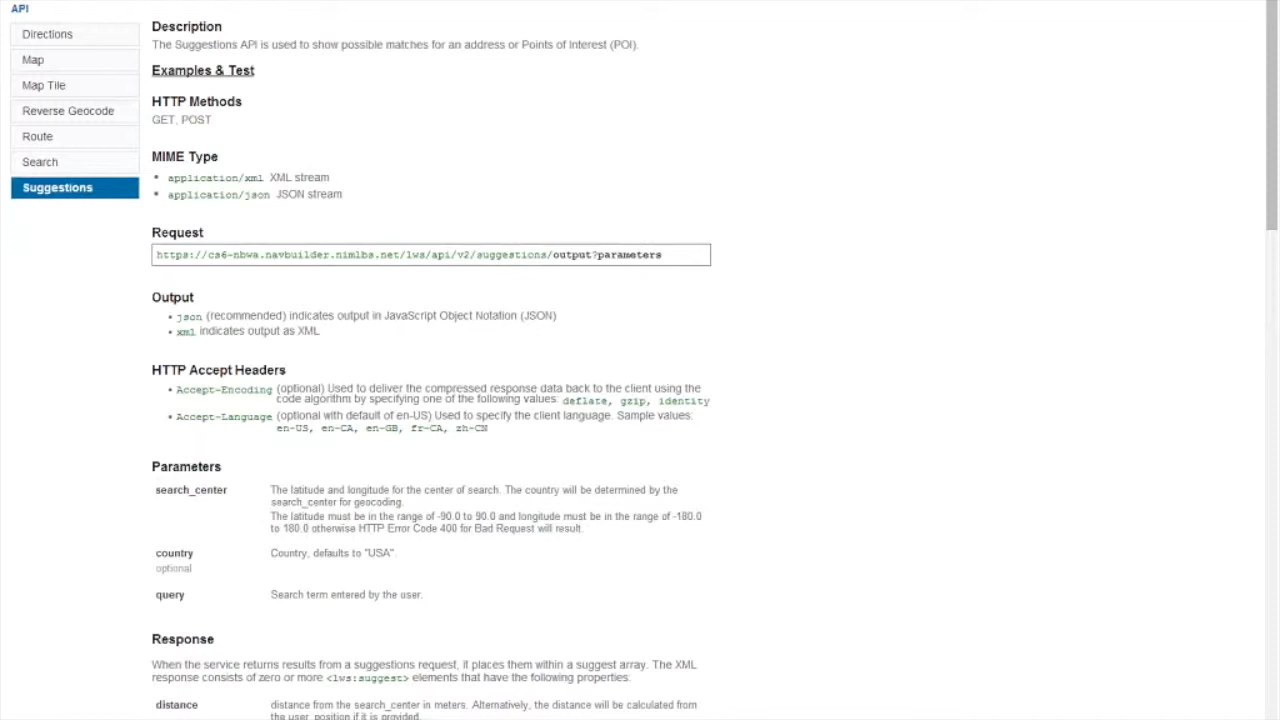 API
Directions
Map
Map Tile
Reverse Geocode
Route
Search
Suggestions
Description
The Suggestions API is used to show possible matches for an address or Points of Interest (POI).
Examples & Test
HTTP Methods
GET, POST
MIME Type
• application/xml XML stream
• application/json JSON stream
Request
https://cs6-nbwa.navbuilder.nimlbs.net/lws/api/v2/suggestions/output?parameters
Output
• json (recommended) indicates output in JavaScript Object Notation (JSON)
• xml indicates output as XML
HTTP Accept Headers
• Accept-Encoding (optional) Used to deliver the compressed response data back to the client using the
code algorithm by specifying one of the following values: deflate, gzip, identity
• Accept-Language (optional with default of en-US) Used to specify the client language. Sample values:
en-US, en-CA, en-GB, fr-CA, zh-CN
Parameters
search_center The latitude and longitude for the center of search. The country will be determined by the
search_center for geocoding.
The latitude must be in the range of -90.0 to 90.0 and longitude must be in the range of -180.0
to 180.0 otherwise HTTP Error Code 400 for Bad Request will result.
country Country, defaults to "USA".
optional
query Search term entered by the user.
Response
When the service returns results from a suggestions request, it places them within a suggest array. The XML
response consists of zero or more <lws:suggest> elements that have the following properties:
distance distance from the search_center in meters. Alternatively, the distance will be calculated from
the user_position if it is provided.